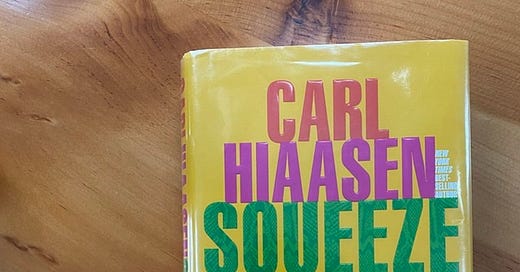 CARL
HIAASEN
NEW
YORK
TIMES
BEST-
SELLING
AUTHOR
SQUEEZE